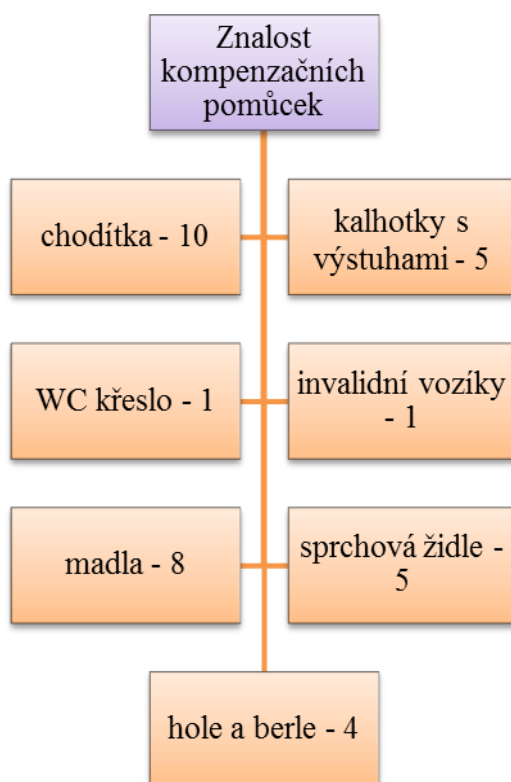 Znalost
kompenzačních
pomůcek
chodítka - 10
kalhotky s
výstuhami - 5
WC křeslo - 1
invalidní vozíky
- 1
madla - 8
sprchová židle -
5
hole a berle - 4